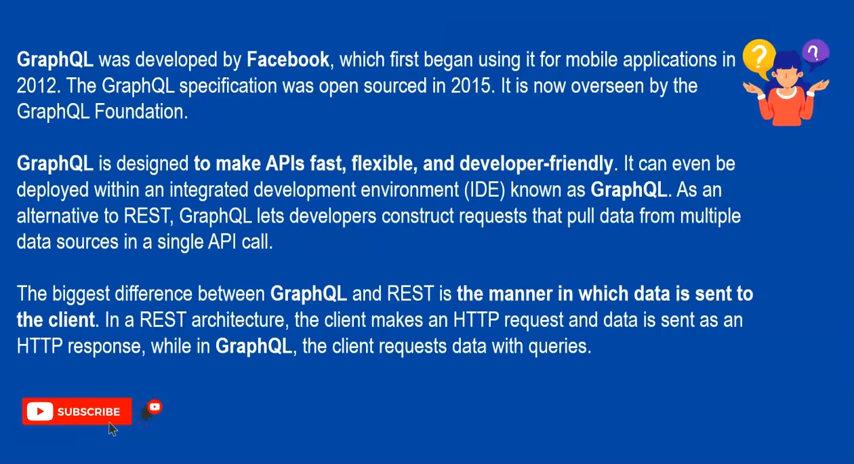 GraphQL was developed by Facebook, which first began using it for mobile applications in
2012. The GraphQL specification was open sourced in 2015. It is now overseen by the
GraphQL Foundation.
GraphQL is designed to make APIs fast, flexible, and developer-friendly. It can even be
deployed within an integrated development environment (IDE) known as GraphQL. As an
alternative to REST, GraphQL lets developers construct requests that pull data from multiple
data sources in a single API call.
The biggest difference between GraphQL and REST is the manner in which data is sent to
the client. In a REST architecture, the client makes an HTTP request and data is sent as an
HTTP response, while in GraphQL, the client requests data with queries.
SUBSCRIBE